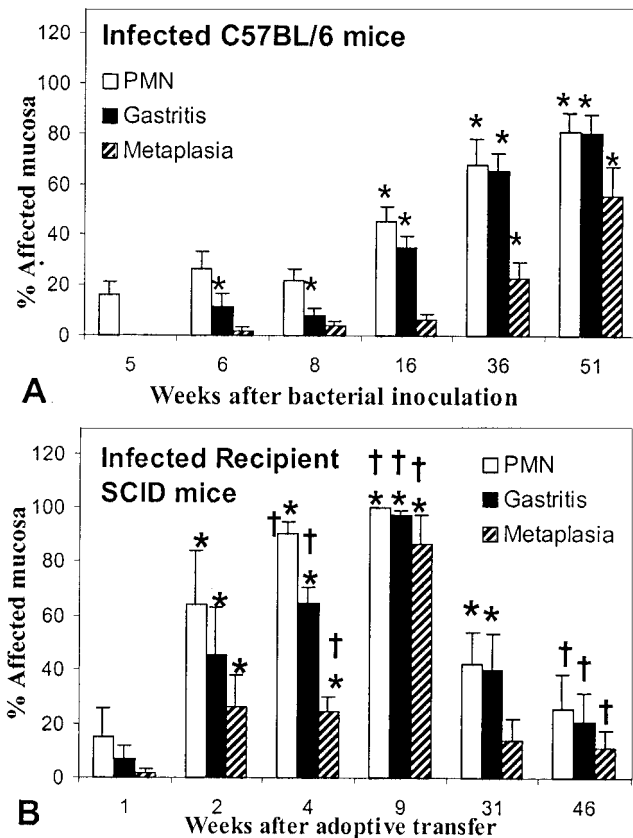 Infected C57BL/6 mice
PMN
Gastritis
Metaplasia
% Affected mucosa
120
100
80
60
40
20
0
* * * * * * * * * *
5 6 8 16 36 51
Weeks after bacterial inoculation
A
Infected Recipient
SCID mice
PMN
Gastritis
Metaplasia
% Affected mucosa
120
100
80
60
40
20
0
† † †
* * *
† * †
*
†
*
* * *
* *
† † †
1 2 4 9 31 46
Weeks after adoptive transfer
B